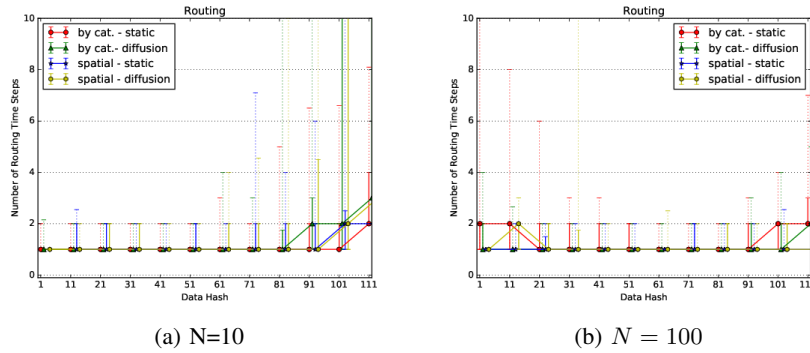 Routing
by cat. - static
by cat.- diffusion
spatial - static
spatial - diffusion
Number of Routing Time Steps
10
8
6
4
2
0
1 11 21 31 41 51 61 71 81 91 101 111
Data Hash
(a) N=10
Routing
by cat. - static
by cat.- diffusion
spatial - static
spatial - diffusion
Number of Routing Time Steps
10
8
6
4
2
0
1 11 21 31 41 51 61 71 81 91 101 111
Data Hash
(b) N = 100